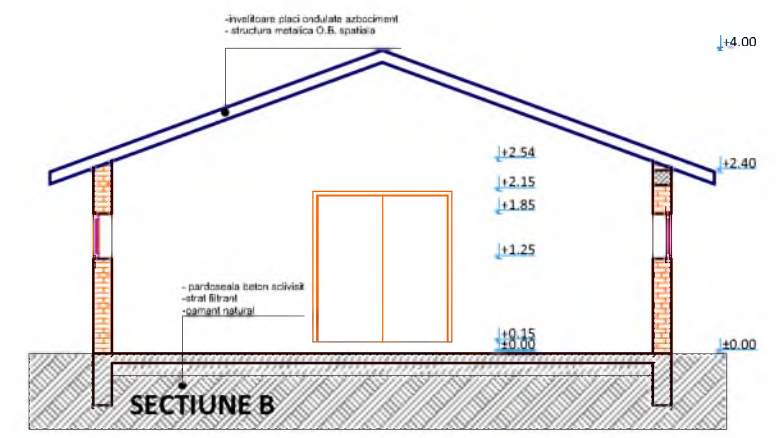 -invelitoare placi ondulate azbociment
- structura metalica O.B. spatiala
+4.00
+2.54
+2.40
+2.15
+1.85
+1.25
- pardoseala beton sclivisit
-strat filtrant
-pamant natural
+0.15
±0.00
±0.00
SECTIUNE B